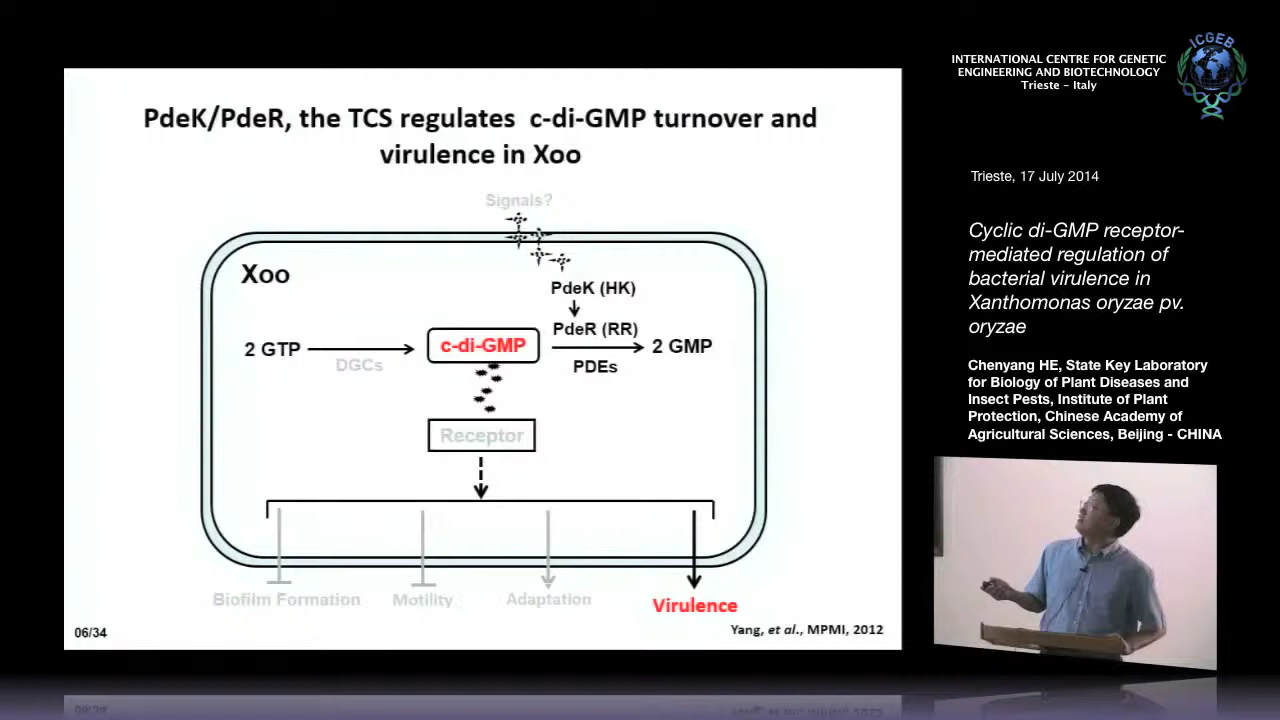 PdeK/PdeR, the TCS regulates c-di-GMP turnover and
virulence in Xoo
Signals?
Xoo
PdeK (HK)
PdeR (RR)
2 GTP
DGCs
c-di-GMP
PDEs
2 GMP
Receptor
Biofilm Formation
Motility
Adaptation
Virulence
06/34
Yang, et al., MPMI, 2012
INTERNATIONAL CENTRE FOR GENETIC
ENGINEERING AND BIOTECHNOLOGY
Trieste - Italy
ICGEB
Trieste, 17 July 2014
Cyclic di-GMP receptor-
mediated regulation of
bacterial virulence in
Xanthomonas oryzae pv.
oryzae
Chenyang HE, State Key Laboratory
for Biology of Plant Diseases and
Insect Pests, Institute of Plant
Protection, Chinese Academy of
Agricultural Sciences, Beijing - CHINA